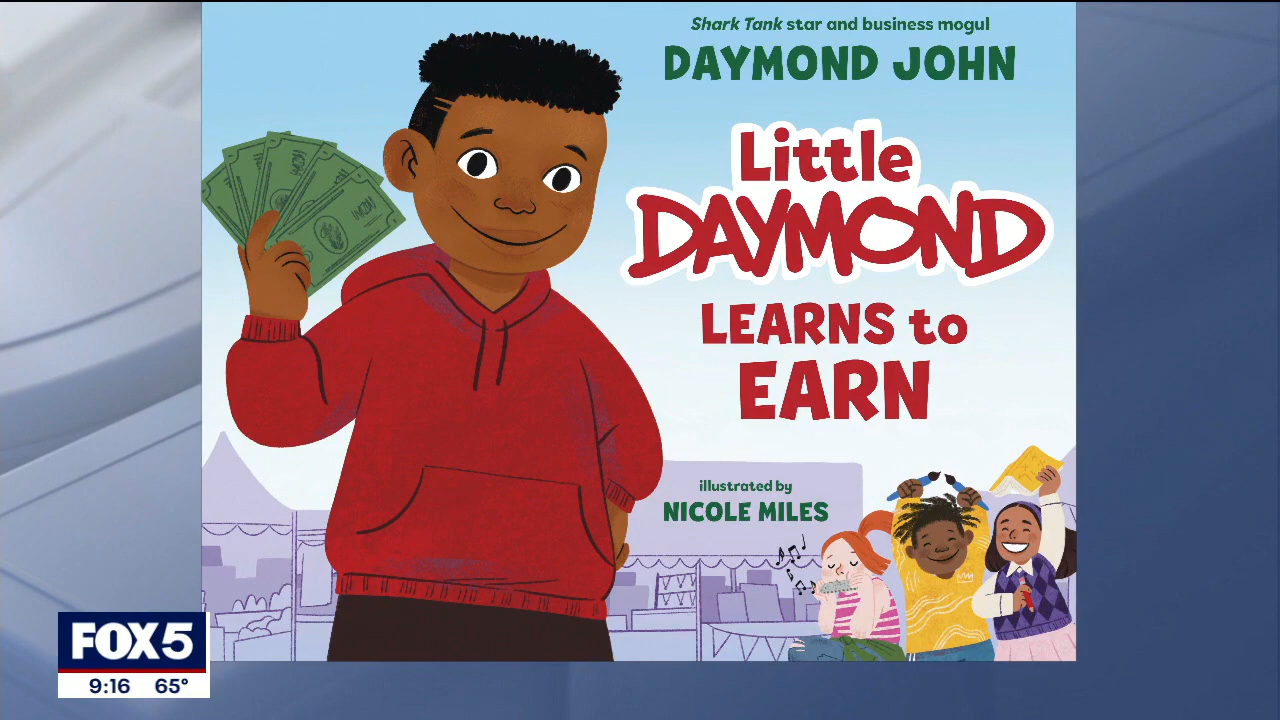 Shark Tank star and business mogul
DAYMOND JOHN
Little
DAYMOND
LEARNS to
EARN
illustrated by
NICOLE MILES
FOX5
9:16 65°